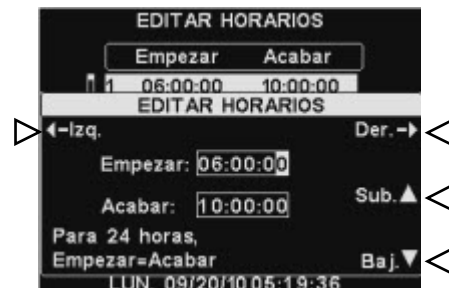 EDITAR HORARIOS
Empezar Acabar
1 06:00:00 10:00:00
EDITAR HORARIOS
◄-Izq. Der.-►
Empezar: 06:00:00
Sub.▲
Acabar: 10:00:00
Para 24 horas,
Empezar=Acabar Baj.▼
LUN 09/20/10 05:19:36